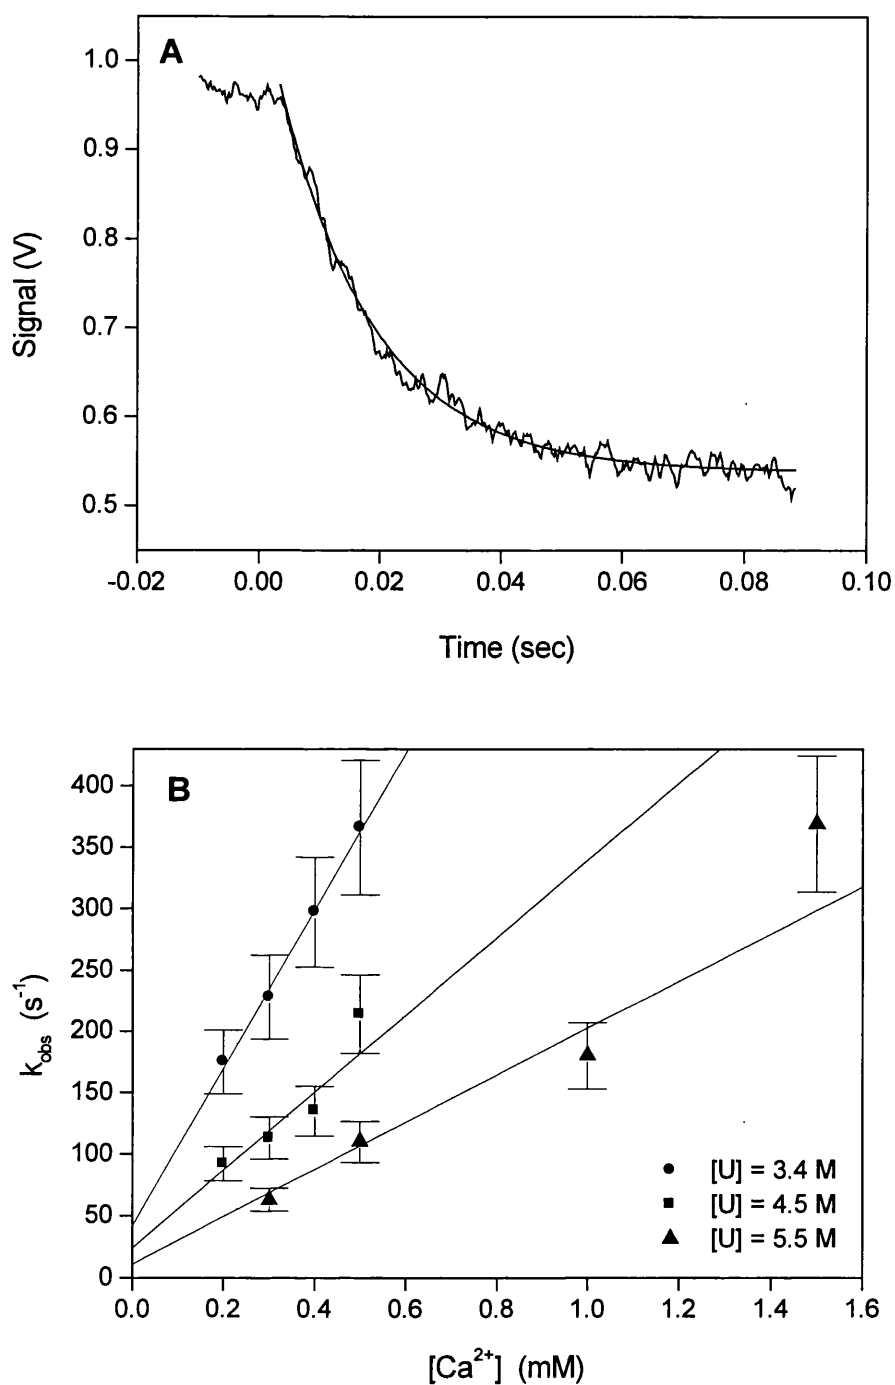 A
1.0
0.9
0.8
0.7
0.6
0.5
Signal (V)
-0.02 0.00 0.02 0.04 0.06 0.08 0.10
Time (sec)
B
400
350
300
250
200
150
100
50
0
k_obs (s⁻¹)
[U] = 3.4 M
[U] = 4.5 M
[U] = 5.5 M
0.0 0.2 0.4 0.6 0.8 1.0 1.2 1.4 1.6
[Ca²⁺] (mM)